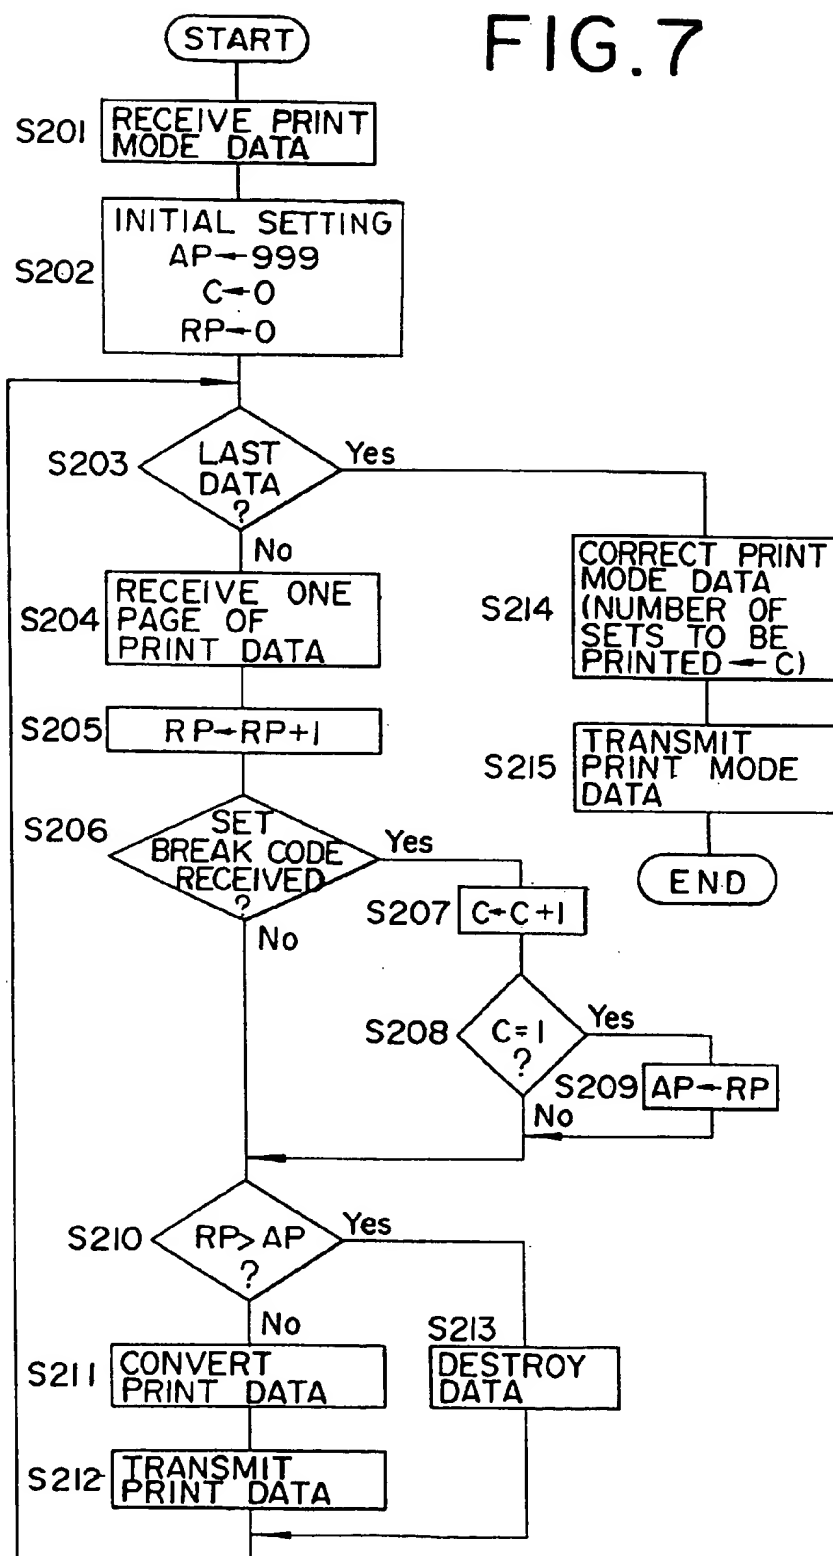 FIG.7
START
S201
RECEIVE PRINT
MODE DATA
S202
INITIAL SETTING
AP←999
C←0
RP←0
S203
LAST
DATA
?
Yes
No
S204
RECEIVE ONE
PAGE OF
PRINT DATA
S205
RP←RP+1
S206
SET
BREAK CODE
RECEIVED
?
Yes
No
S207
C←C+1
S208
C=1
?
Yes
No
S209
AP←RP
S210
RP>AP
?
Yes
No
S211
CONVERT
PRINT DATA
S212
TRANSMIT
PRINT DATA
S213
DESTROY
DATA
S214
CORRECT PRINT
MODE DATA
(NUMBER OF
SETS TO BE
PRINTED←C)
S215
TRANSMIT
PRINT MODE
DATA
END